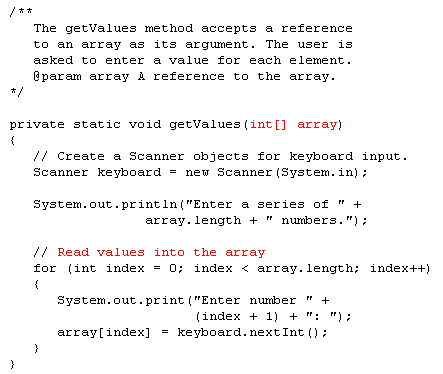 /**
The getValues method accepts a reference
to an array as its argument. The user is
asked to enter a value for each element.
@param array A reference to the array.
*/
private static void getValues(int[] array)
{
// Create a Scanner objects for keyboard input.
Scanner keyboard = new Scanner(System.in);
System.out.println("Enter a series of " +
array.length + " numbers.");
// Read values into the array
for (int index = 0; index < array.length; index++)
{
System.out.print("Enter number " +
(index + 1) + ": ");
array[index] = keyboard.nextInt();
}
}